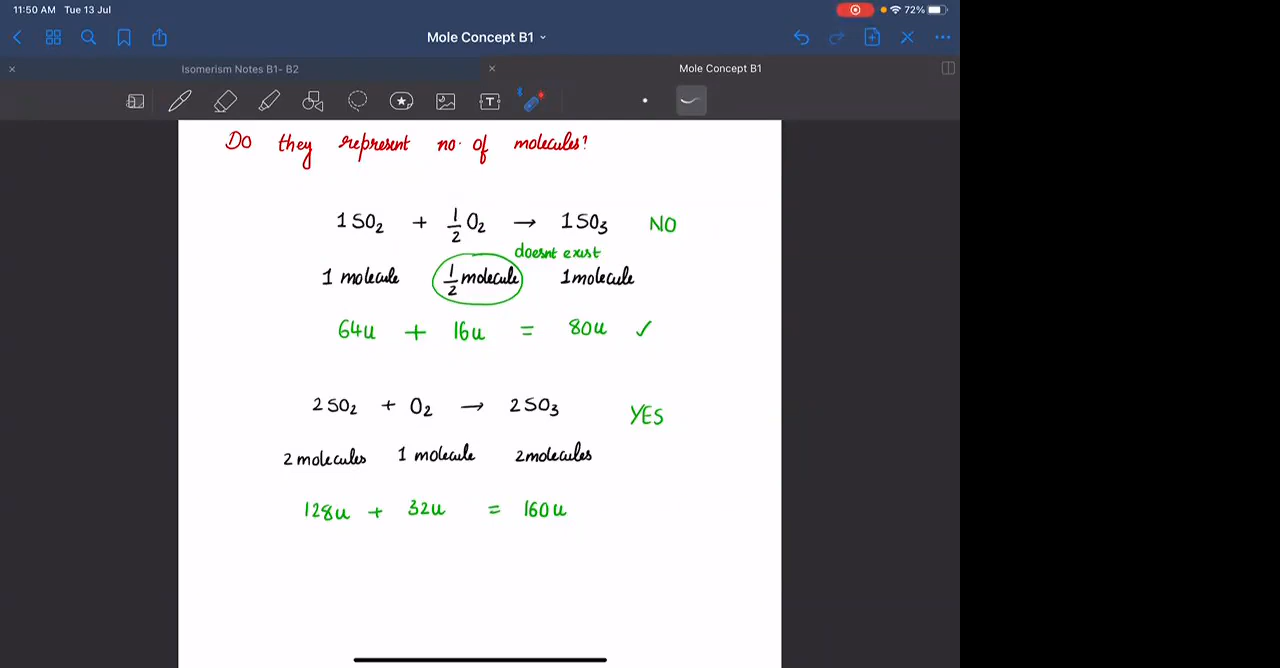 11:50 AM Tue 13 Jul
72%
Mole Concept B1
Isomerism Notes B1- B2
Mole Concept B1
Do they represent no. of molecules?
1 SO₂ + 1/2 O₂ → 1 SO₃ NO
doesnt exist
1 molecule 1/2 molecule 1 molecule
64u + 16u = 80u ✓
2 SO₂ + O₂ → 2 SO₃ YES
2 molecules 1 molecule 2 molecules
128u + 32u = 160u